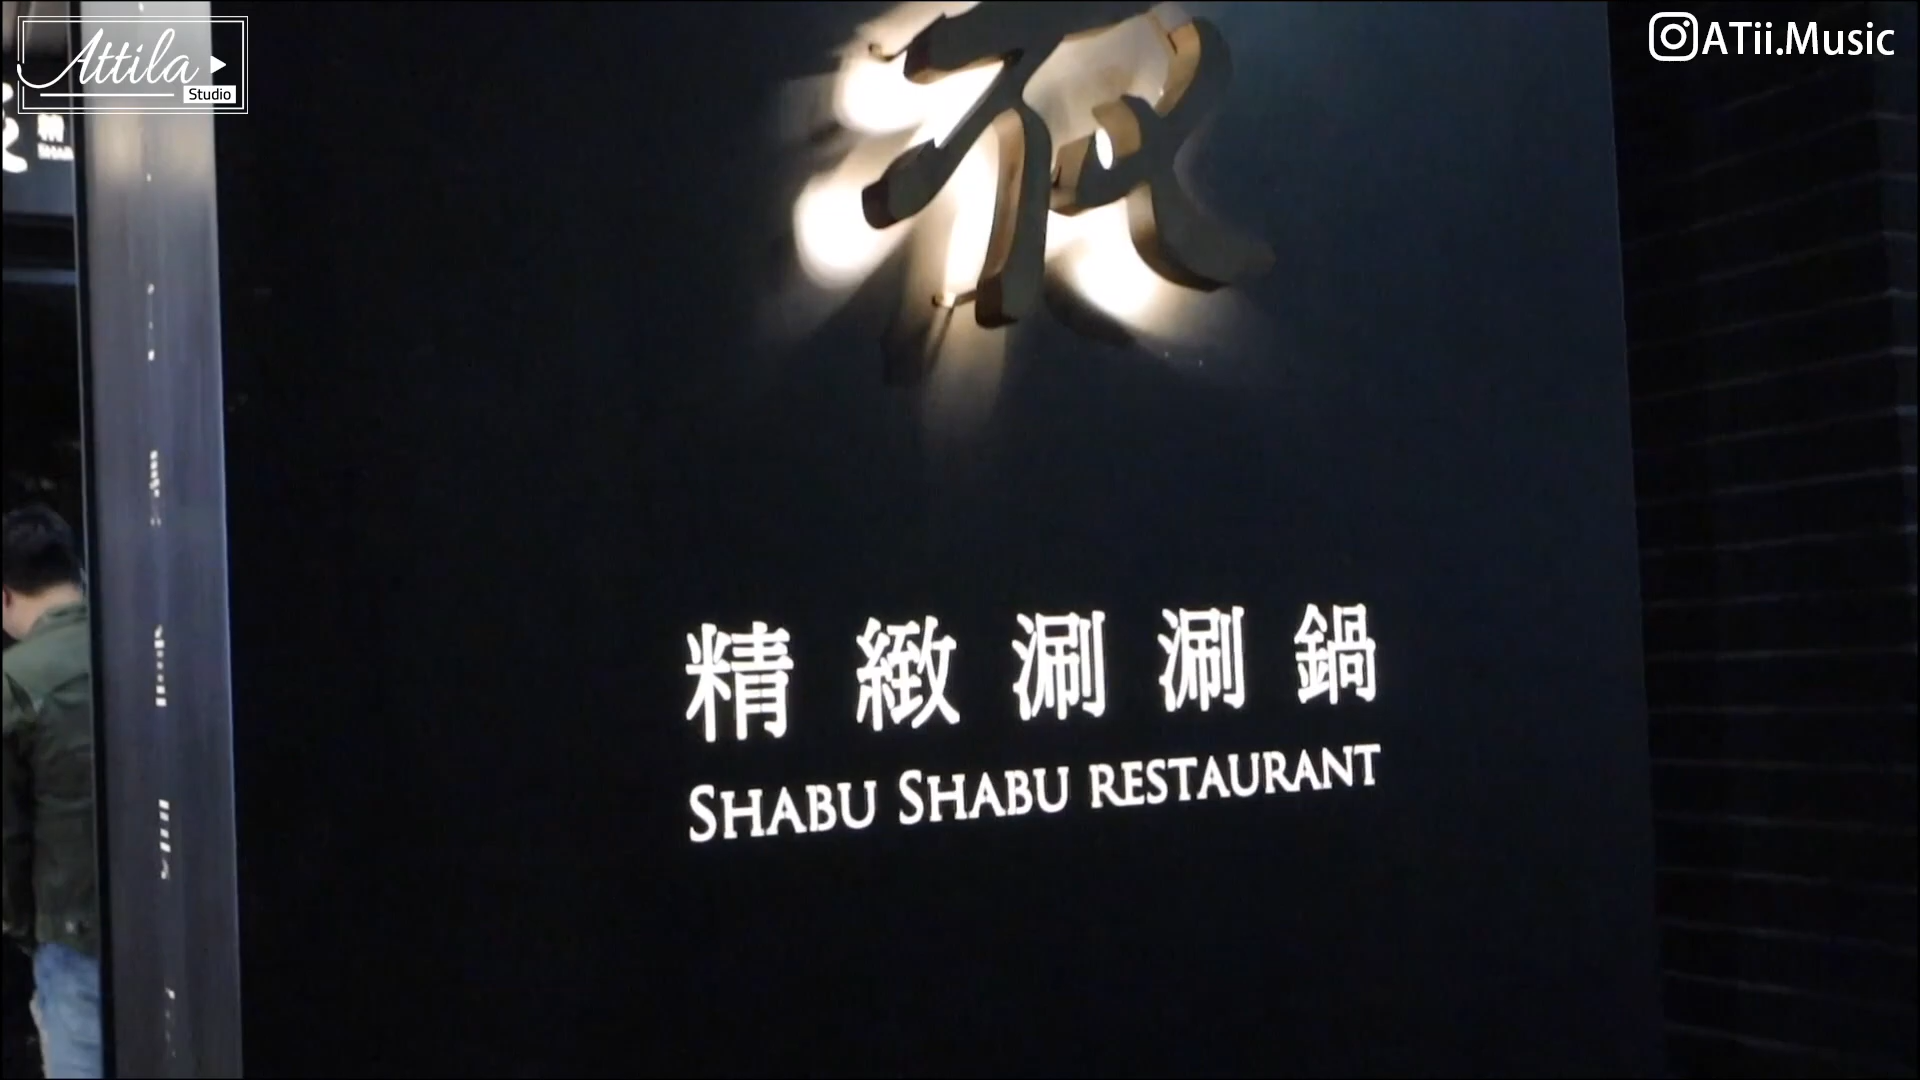 Attila
Studio
ATii.Music
精緻涮涮鍋
SHABU SHABU RESTAURANT